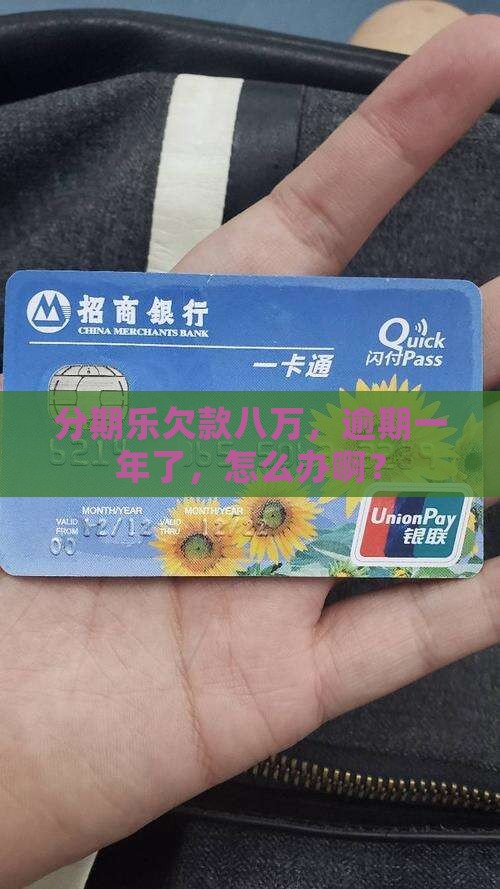 招商银行
CHINA MERCHANTS BANK
Quick
闪付Pass
一卡通
分期乐欠款八万，逾期一
年了，怎么办啊？
MONTH/YEAR MONTH/YEAR
VALID FROM 12/12 VALID THRU 12/22
00
UnionPay
银联